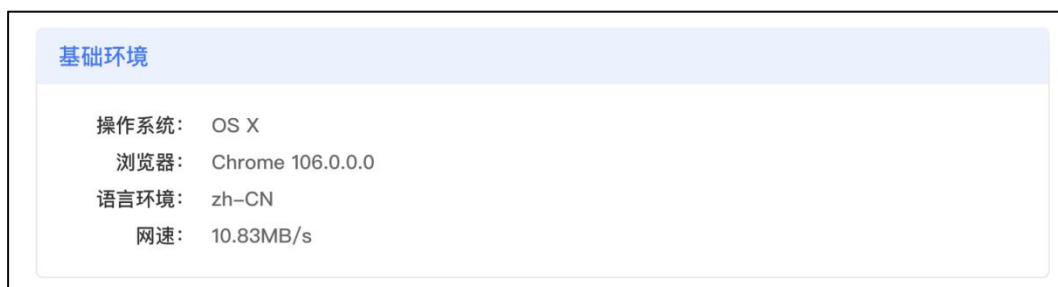 基础环境
操作系统： OS X
浏览器： Chrome 106.0.0.0
语言环境： zh-CN
网速： 10.83MB/s